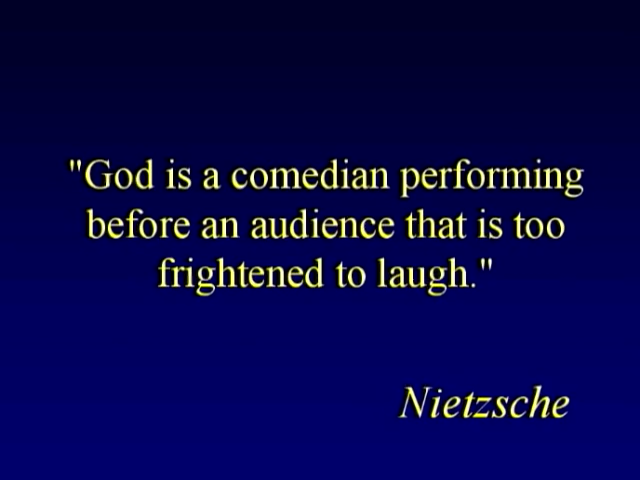 "God is a comedian performing
before an audience that is too
frightened to laugh."
Nietzsche